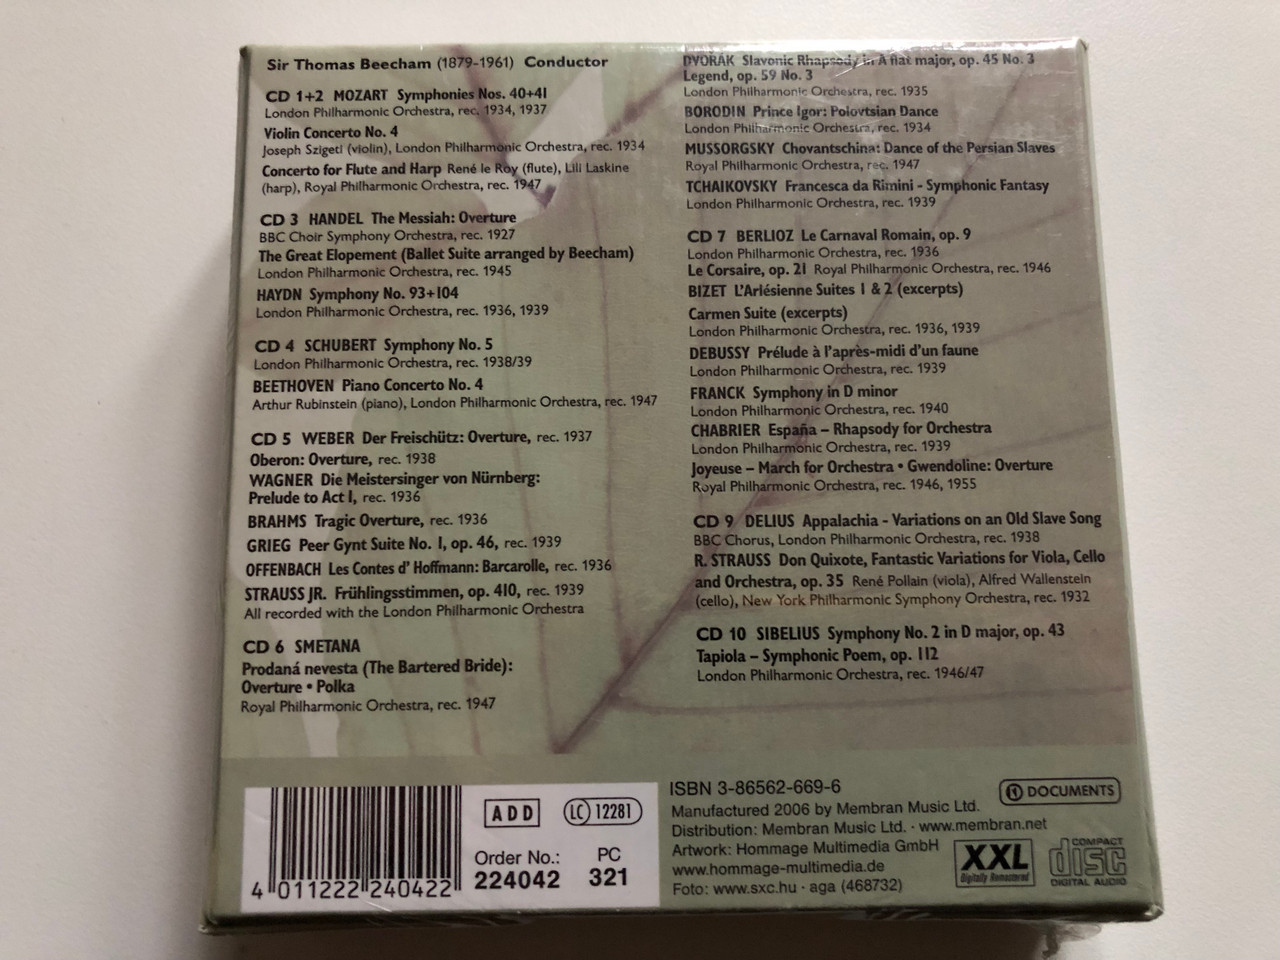 Sir Thomas Beecham (1879-1961) Conductor
CD 1+2 MOZART Symphonies Nos. 40+41
London Philharmonic Orchestra, rec. 1934, 1937
Violin Concerto No. 4
Joseph Szigeti (violin), London Philharmonic Orchestra, rec. 1934
Concerto for Flute and Harp René le Roy (flute), Lili Laskine
(harp), Royal Philharmonic Orchestra, rec. 1947
CD 3 HANDEL The Messiah: Overture
BBC Choir Symphony Orchestra, rec. 1927
The Great Elopement (Ballet Suite arranged by Beecham)
London Philharmonic Orchestra, rec. 1945
HAYDN Symphony No. 93+104
London Philharmonic Orchestra, rec. 1936, 1939
CD 4 SCHUBERT Symphony No. 5
London Philharmonic Orchestra, rec. 1938/39
BEETHOVEN Piano Concerto No. 4
Arthur Rubinstein (piano), London Philharmonic Orchestra, rec. 1947
CD 5 WEBER Der Freischütz: Overture, rec. 1937
Oberon: Overture, rec. 1938
WAGNER Die Meistersinger von Nürnberg:
Prelude to Act I, rec. 1936
BRAHMS Tragic Overture, rec. 1936
GRIEG Peer Gynt Suite No. 1, op. 46, rec. 1939
OFFENBACH Les Contes d' Hoffmann: Barcarolle, rec. 1936
STRAUSS JR. Frühlingsstimmen, op. 410, rec. 1939
All recorded with the London Philharmonic Orchestra
CD 6 SMETANA
Prodaná nevesta (The Bartered Bride):
Overture • Polka
Royal Philharmonic Orchestra, rec. 1947
DVOŘÁK Slavonic Rhapsody in A flat major, op. 45 No. 3
Legend, op. 59 No. 3
London Philharmonic Orchestra, rec. 1935
BORODIN Prince Igor: Polovtsian Dance
London Philharmonic Orchestra, rec. 1934
MUSSORGSKY Chovantschina: Dance of the Persian Slaves
Royal Philharmonic Orchestra, rec. 1947
TCHAIKOVSKY Francesca da Rimini - Symphonic Fantasy
London Philharmonic Orchestra, rec. 1939
CD 7 BERLIOZ Le Carnaval Romain, op. 9
London Philharmonic Orchestra, rec. 1936
Le Corsaire, op. 21 Royal Philharmonic Orchestra, rec. 1946
BIZET L'Arlésienne Suites 1 & 2 (excerpts)
Carmen Suite (excerpts)
London Philharmonic Orchestra, rec. 1936, 1939
DEBUSSY Prélude à l'après-midi d'un faune
London Philharmonic Orchestra, rec. 1939
FRANCK Symphony in D minor
London Philharmonic Orchestra, rec. 1940
CHABRIER España – Rhapsody for Orchestra
London Philharmonic Orchestra, rec. 1939
Joyeuse – March for Orchestra • Gwendoline: Overture
Royal Philharmonic Orchestra, rec. 1946, 1955
CD 9 DELIUS Appalachia - Variations on an Old Slave Song
BBC Chorus, London Philharmonic Orchestra, rec. 1938
R. STRAUSS Don Quixote, Fantastic Variations for Viola, Cello
and Orchestra, op. 35 René Pollain (viola), Alfred Wallenstein
(cello), New York Philharmonic Symphony Orchestra, rec. 1932
CD 10 SIBELIUS Symphony No. 2 in D major, op. 43
Tapiola – Symphonic Poem, op. 112
London Philharmonic Orchestra, rec. 1946/47
4 011222 240422
ADD
LC 12281
Order No.: PC
224042 321
ISBN 3-86562-669-6
Manufactured 2006 by Membran Music Ltd.
Distribution: Membran Music Ltd. · www.membran.net
Artwork: Hommage Multimedia GmbH
www.hommage-multimedia.de
Foto: www.sxc.hu · aga (468732)
DOCUMENTS
XXL
Digitally Remastered
COMPACT
disc
DIGITAL AUDIO